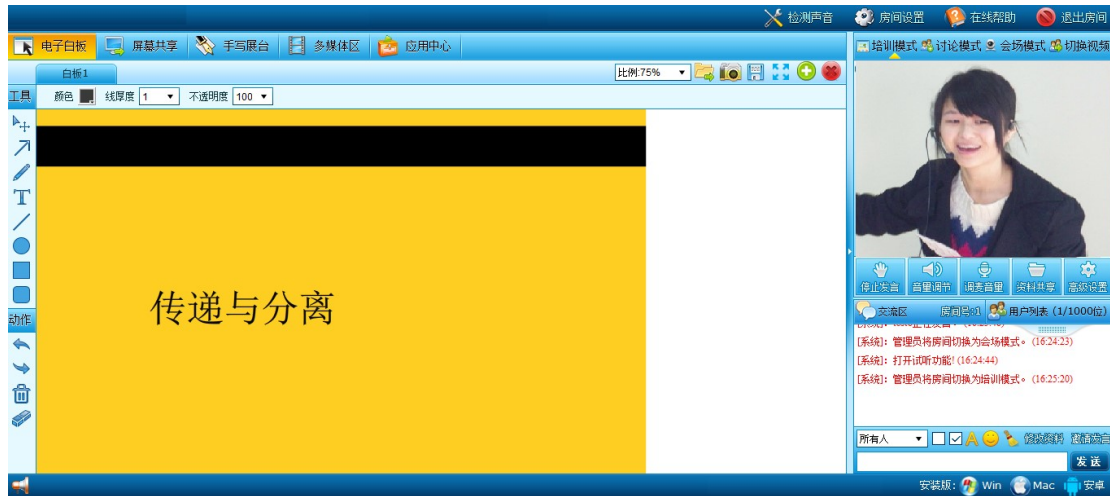 检测声音 房间设置 在线帮助 退出房间
电子白板 屏幕共享 手写展台 多媒体区 应用中心
培训模式 讨论模式 会场模式 切换视频
白板1
比例:75%
工具 颜色 线厚度 1 不透明度 100
T
传递与分离
停止发言 音量调节 调麦音量 资料共享 高级设置
动作
交流区 房间号:1 用户列表 (1/1000位)
[系统]：管理员将房间切换为会场模式。 (16:24:23)
[系统]：打开试听功能! (16:24:44)
[系统]：管理员将房间切换为培训模式。 (16:25:20)
所有人 A 修改资料 邀请发言
发送
安装版： Win Mac 安卓